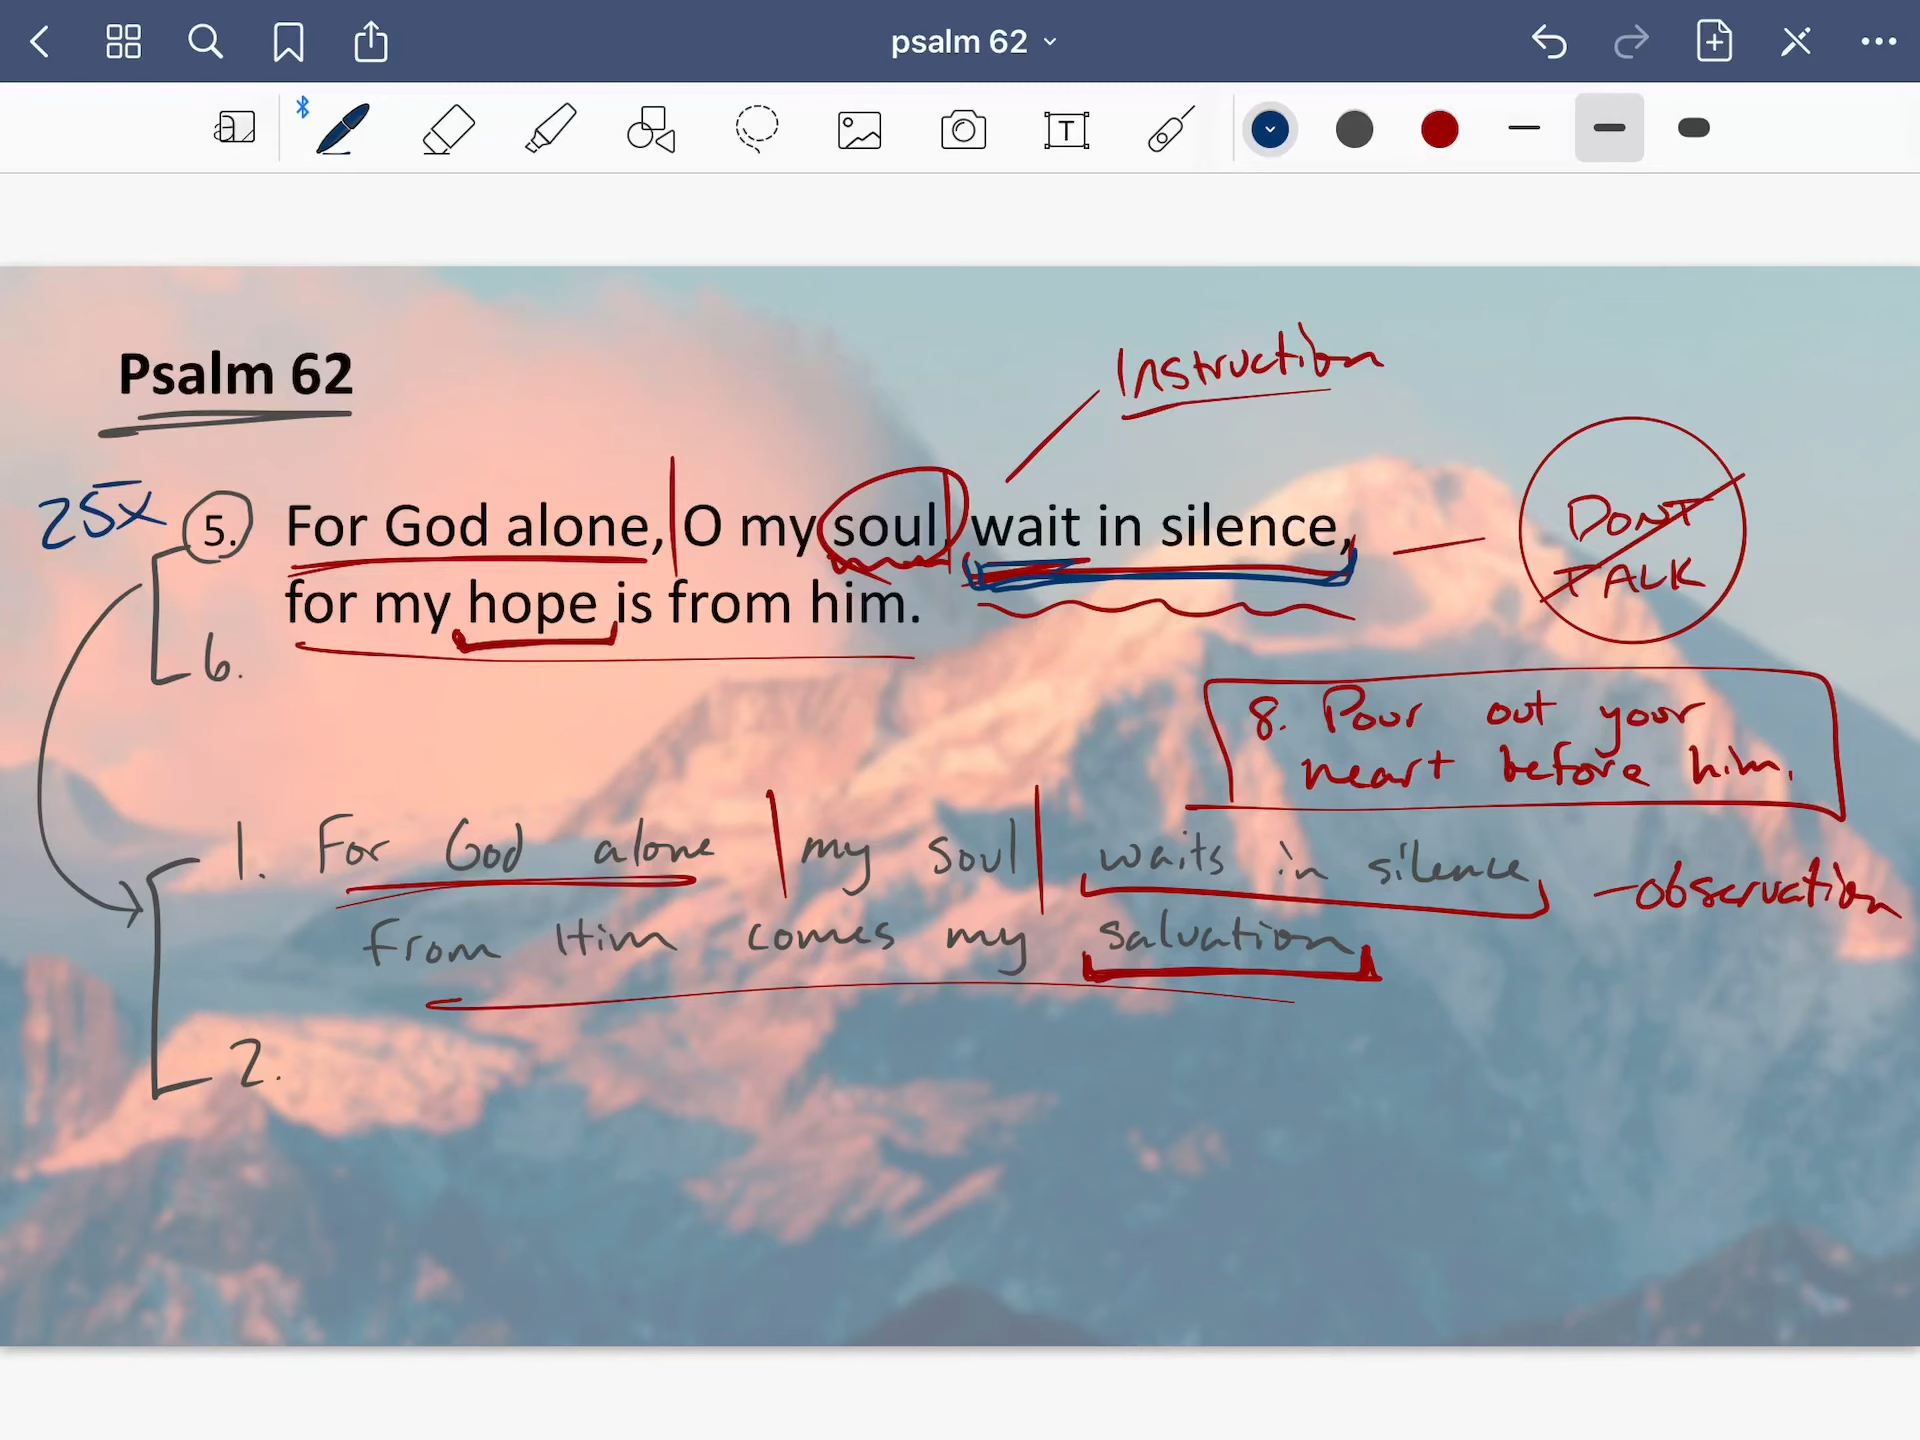 psalm 62
T
Psalm 62
Instruction
25x
5. For God alone, O my soul, wait in silence,
for my hope is from him.
DONT
TALK
6.
8. Pour out your
heart before him.
1. For God alone my soul waits in silence
-observation
From Him comes my salvation
2.